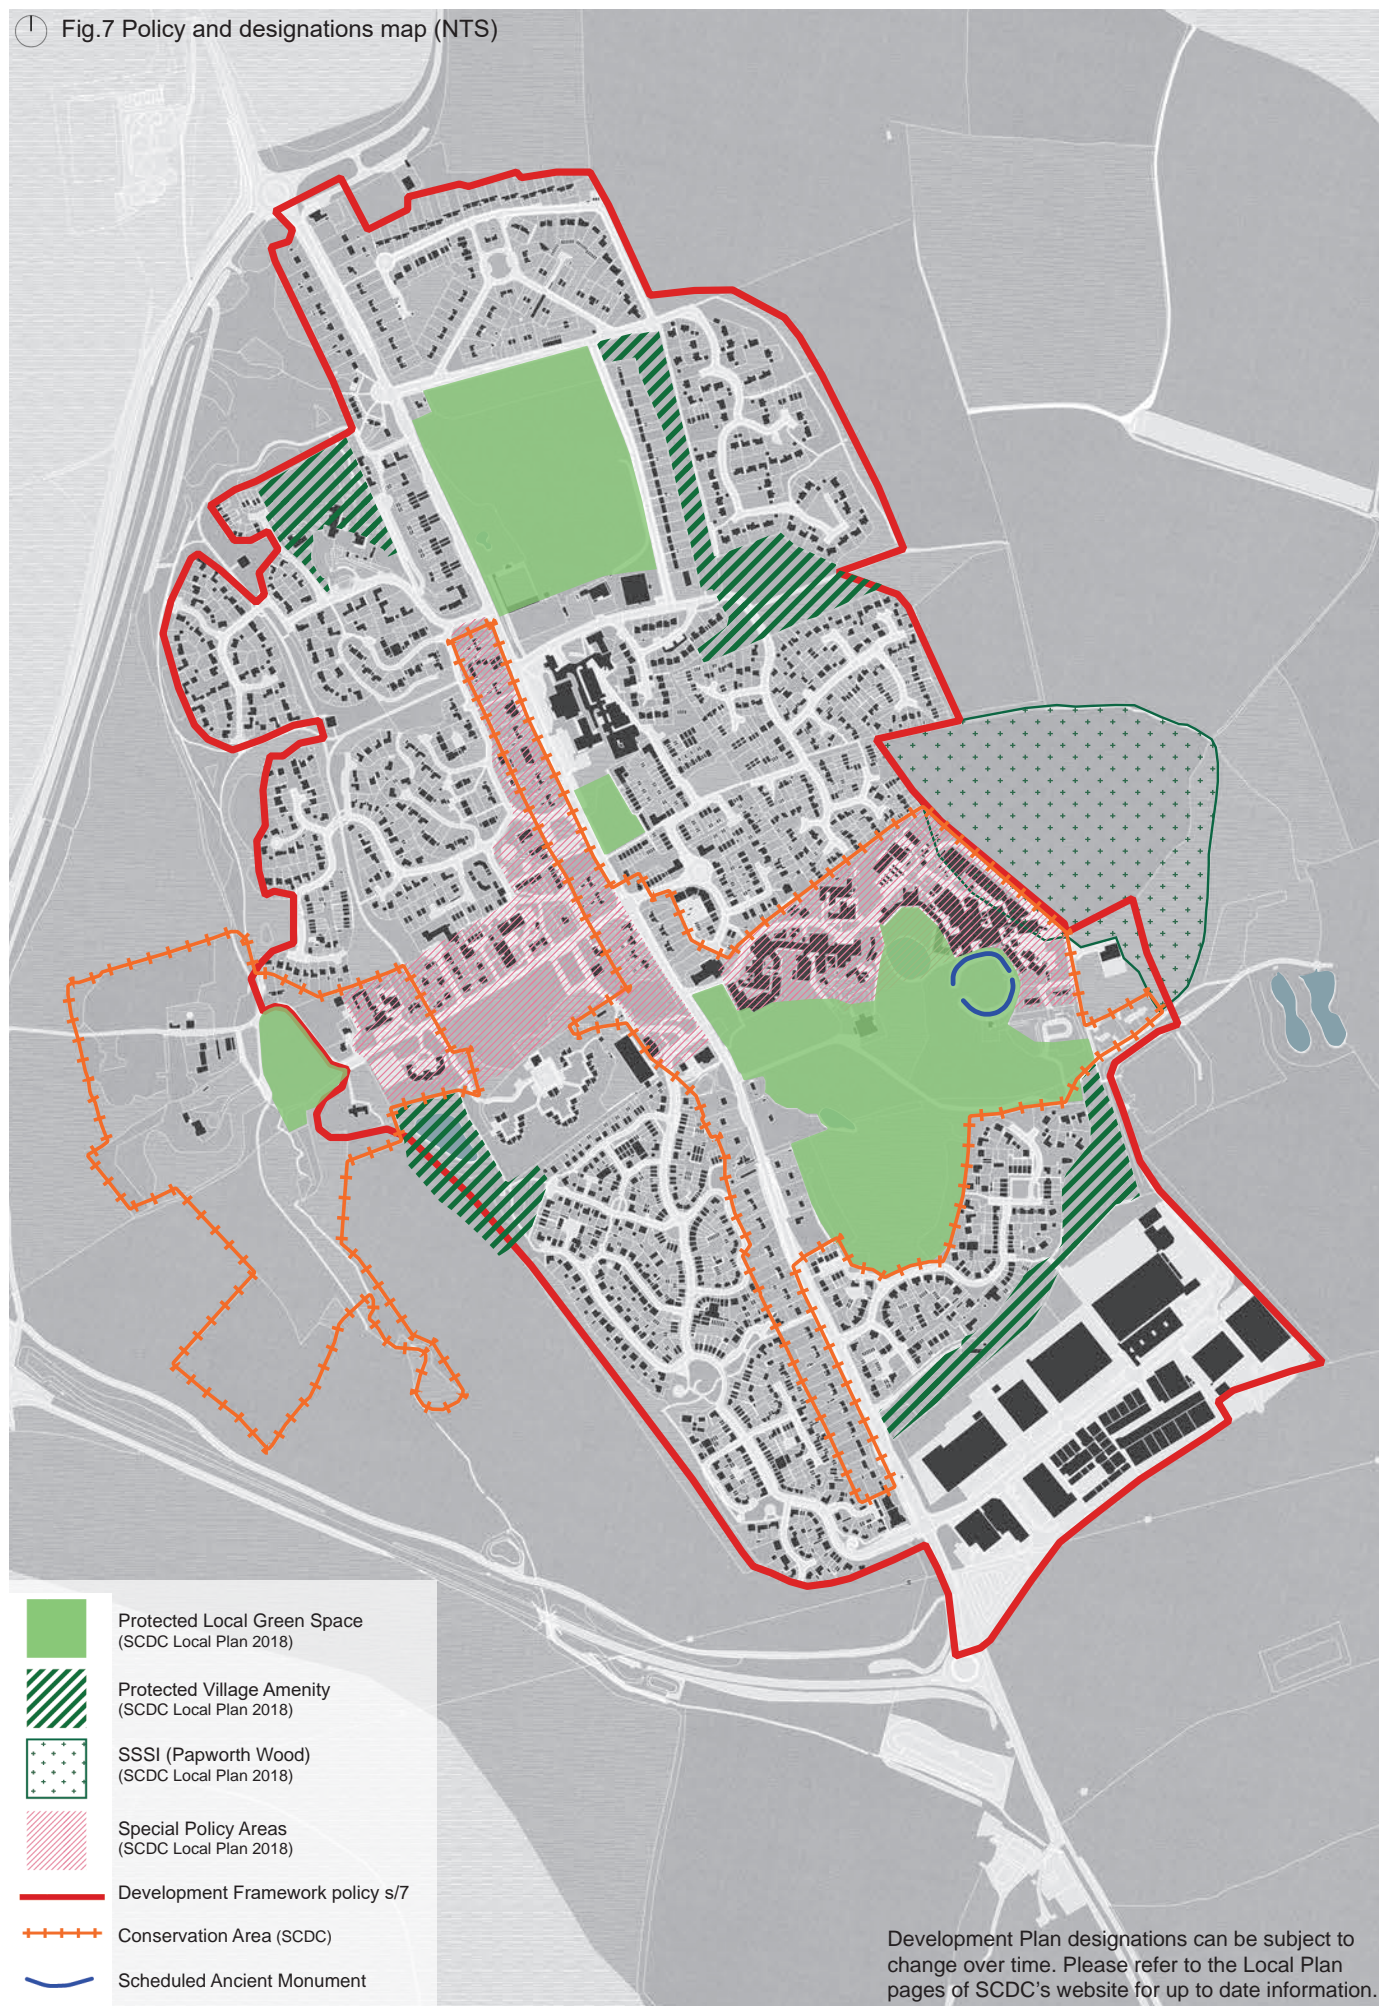 Fig.7 Policy and designations map (NTS)
Protected Local Green Space
(SCDC Local Plan 2018)
Protected Village Amenity
(SCDC Local Plan 2018)
SSSI (Papworth Wood)
(SCDC Local Plan 2018)
Special Policy Areas
(SCDC Local Plan 2018)
Development Framework policy s/7
Conservation Area (SCDC)
Scheduled Ancient Monument
Development Plan designations can be subject to
change over time. Please refer to the Local Plan
pages of SCDC's website for up to date information.